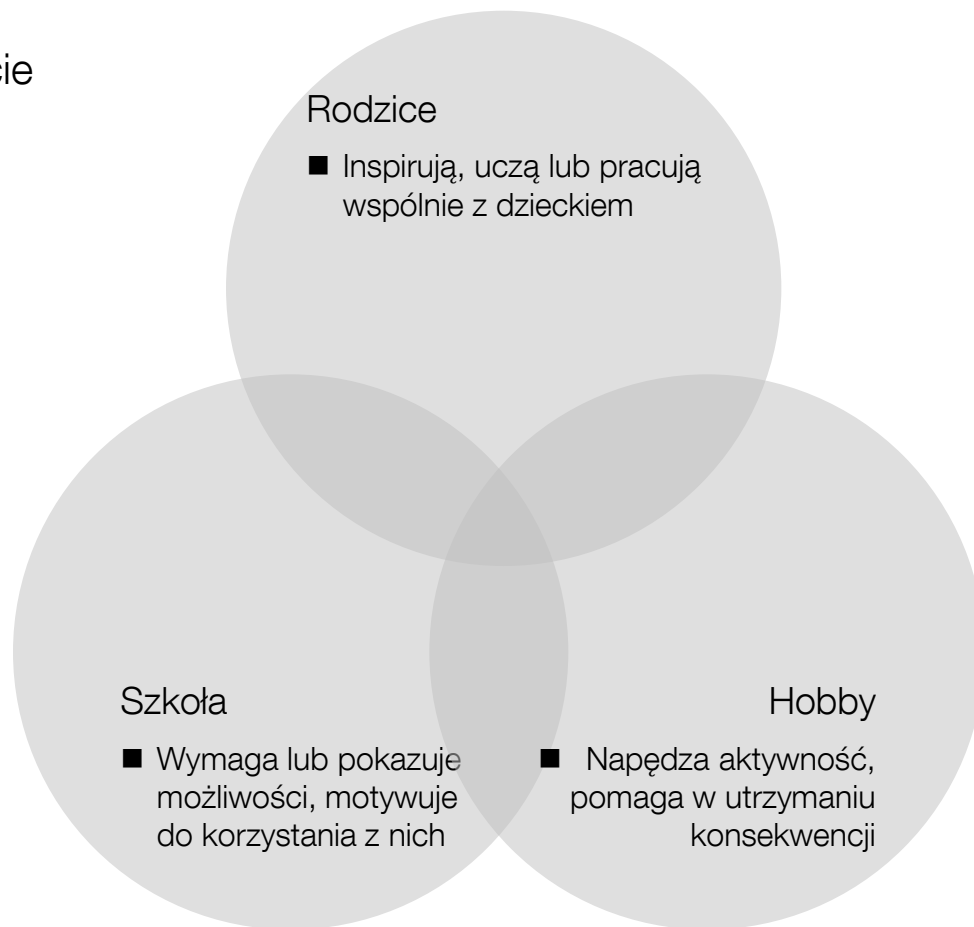 cie
Rodzice
■ Inspirują, uczą lub pracują
wspólnie z dzieckiem
Szkoła
■ Wymaga lub pokazuje
możliwości, motywuje
do korzystania z nich
Hobby
■ Napędza aktywność,
pomaga w utrzymaniu
konsekwencji